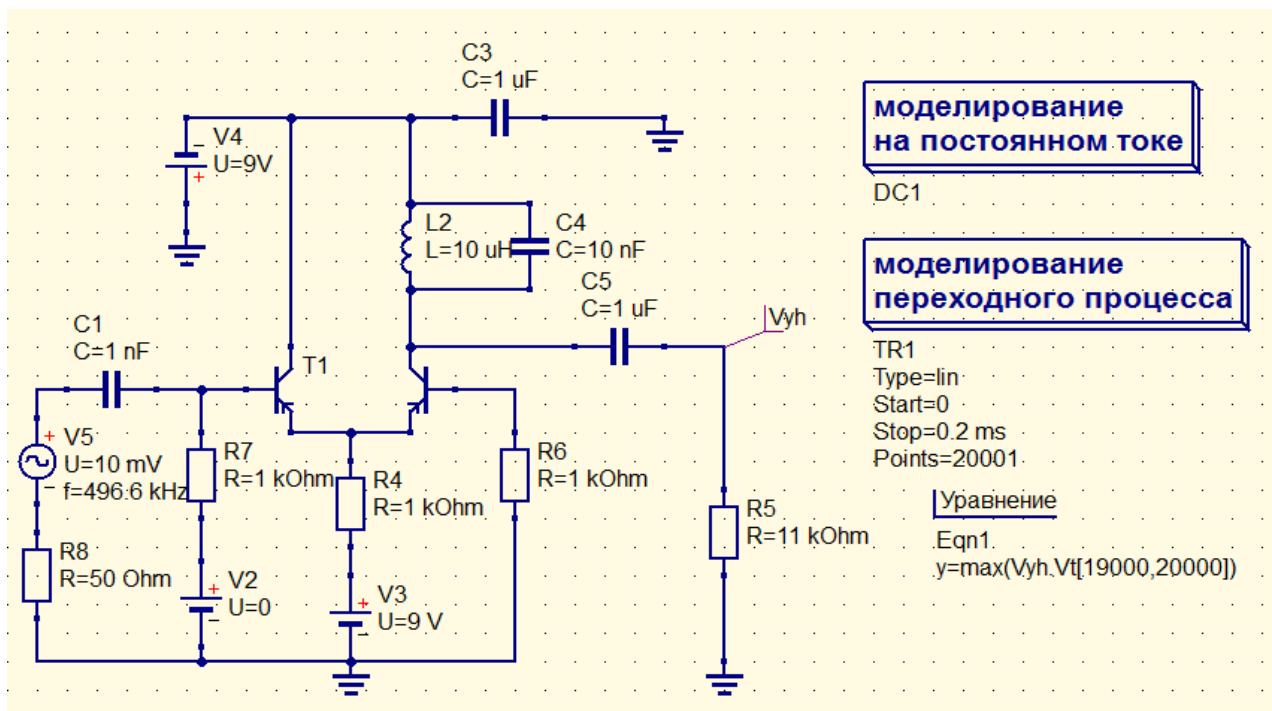 C3
C=1 uF
V4
U=9V
L2
L=10 uH
C4
C=10 nF
C5
C=1 uF
Vyh
C1
C=1 nF
T1
V5
U=10 mV
f=496.6 kHz
R7
R=1 kOhm
R4
R=1 kOhm
R6
R=1 kOhm
R8
R=50 Ohm
V2
U=0
V3
U=9 V
R5
R=11 kOhm
моделирование
на постоянном токе
DC1
моделирование
переходного процесса
TR1
Type=lin
Start=0
Stop=0.2 ms
Points=20001
Уравнение
Eqn1
y=max(Vyh.Vt[19000,20000])